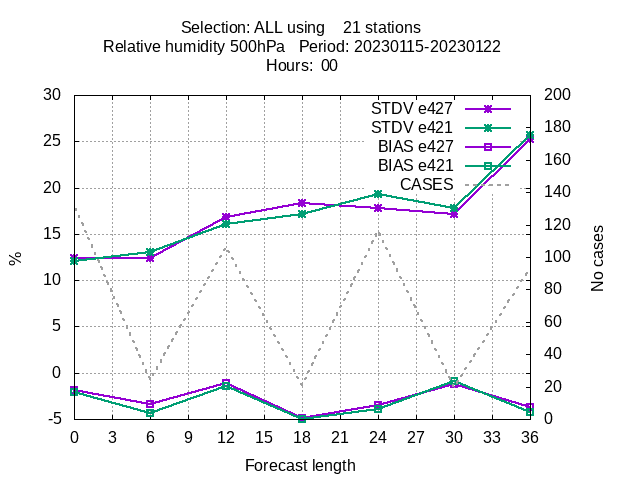 Selection: ALL using    21 stations
Relative humidity 500hPa   Period: 20230115-20230122
Hours:  00
30 200
25 180
20 160
15 140
10 120
5 100
0 80
-5 60
40
20
0
STDV e427
STDV e421
BIAS e427
BIAS e421
CASES
%
No cases
0 3 6 9 12 15 18 21 24 27 30 33 36
Forecast length